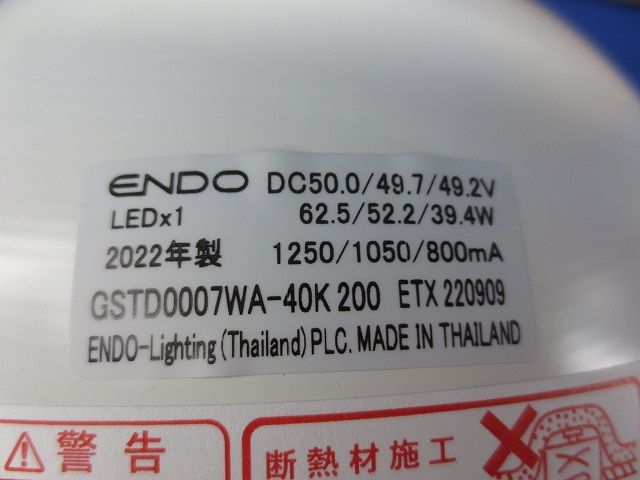 ENDO DC50.0/49.7/49.2V
LEDx1 62.5/52.2/39.4W
2022年製 1250/1050/800mA
GSTD0007WA-40K 200 ETX 220909
ENDO-Lighting (Thailand) PLC. MADE IN THAILAND
警告
断熱材施工